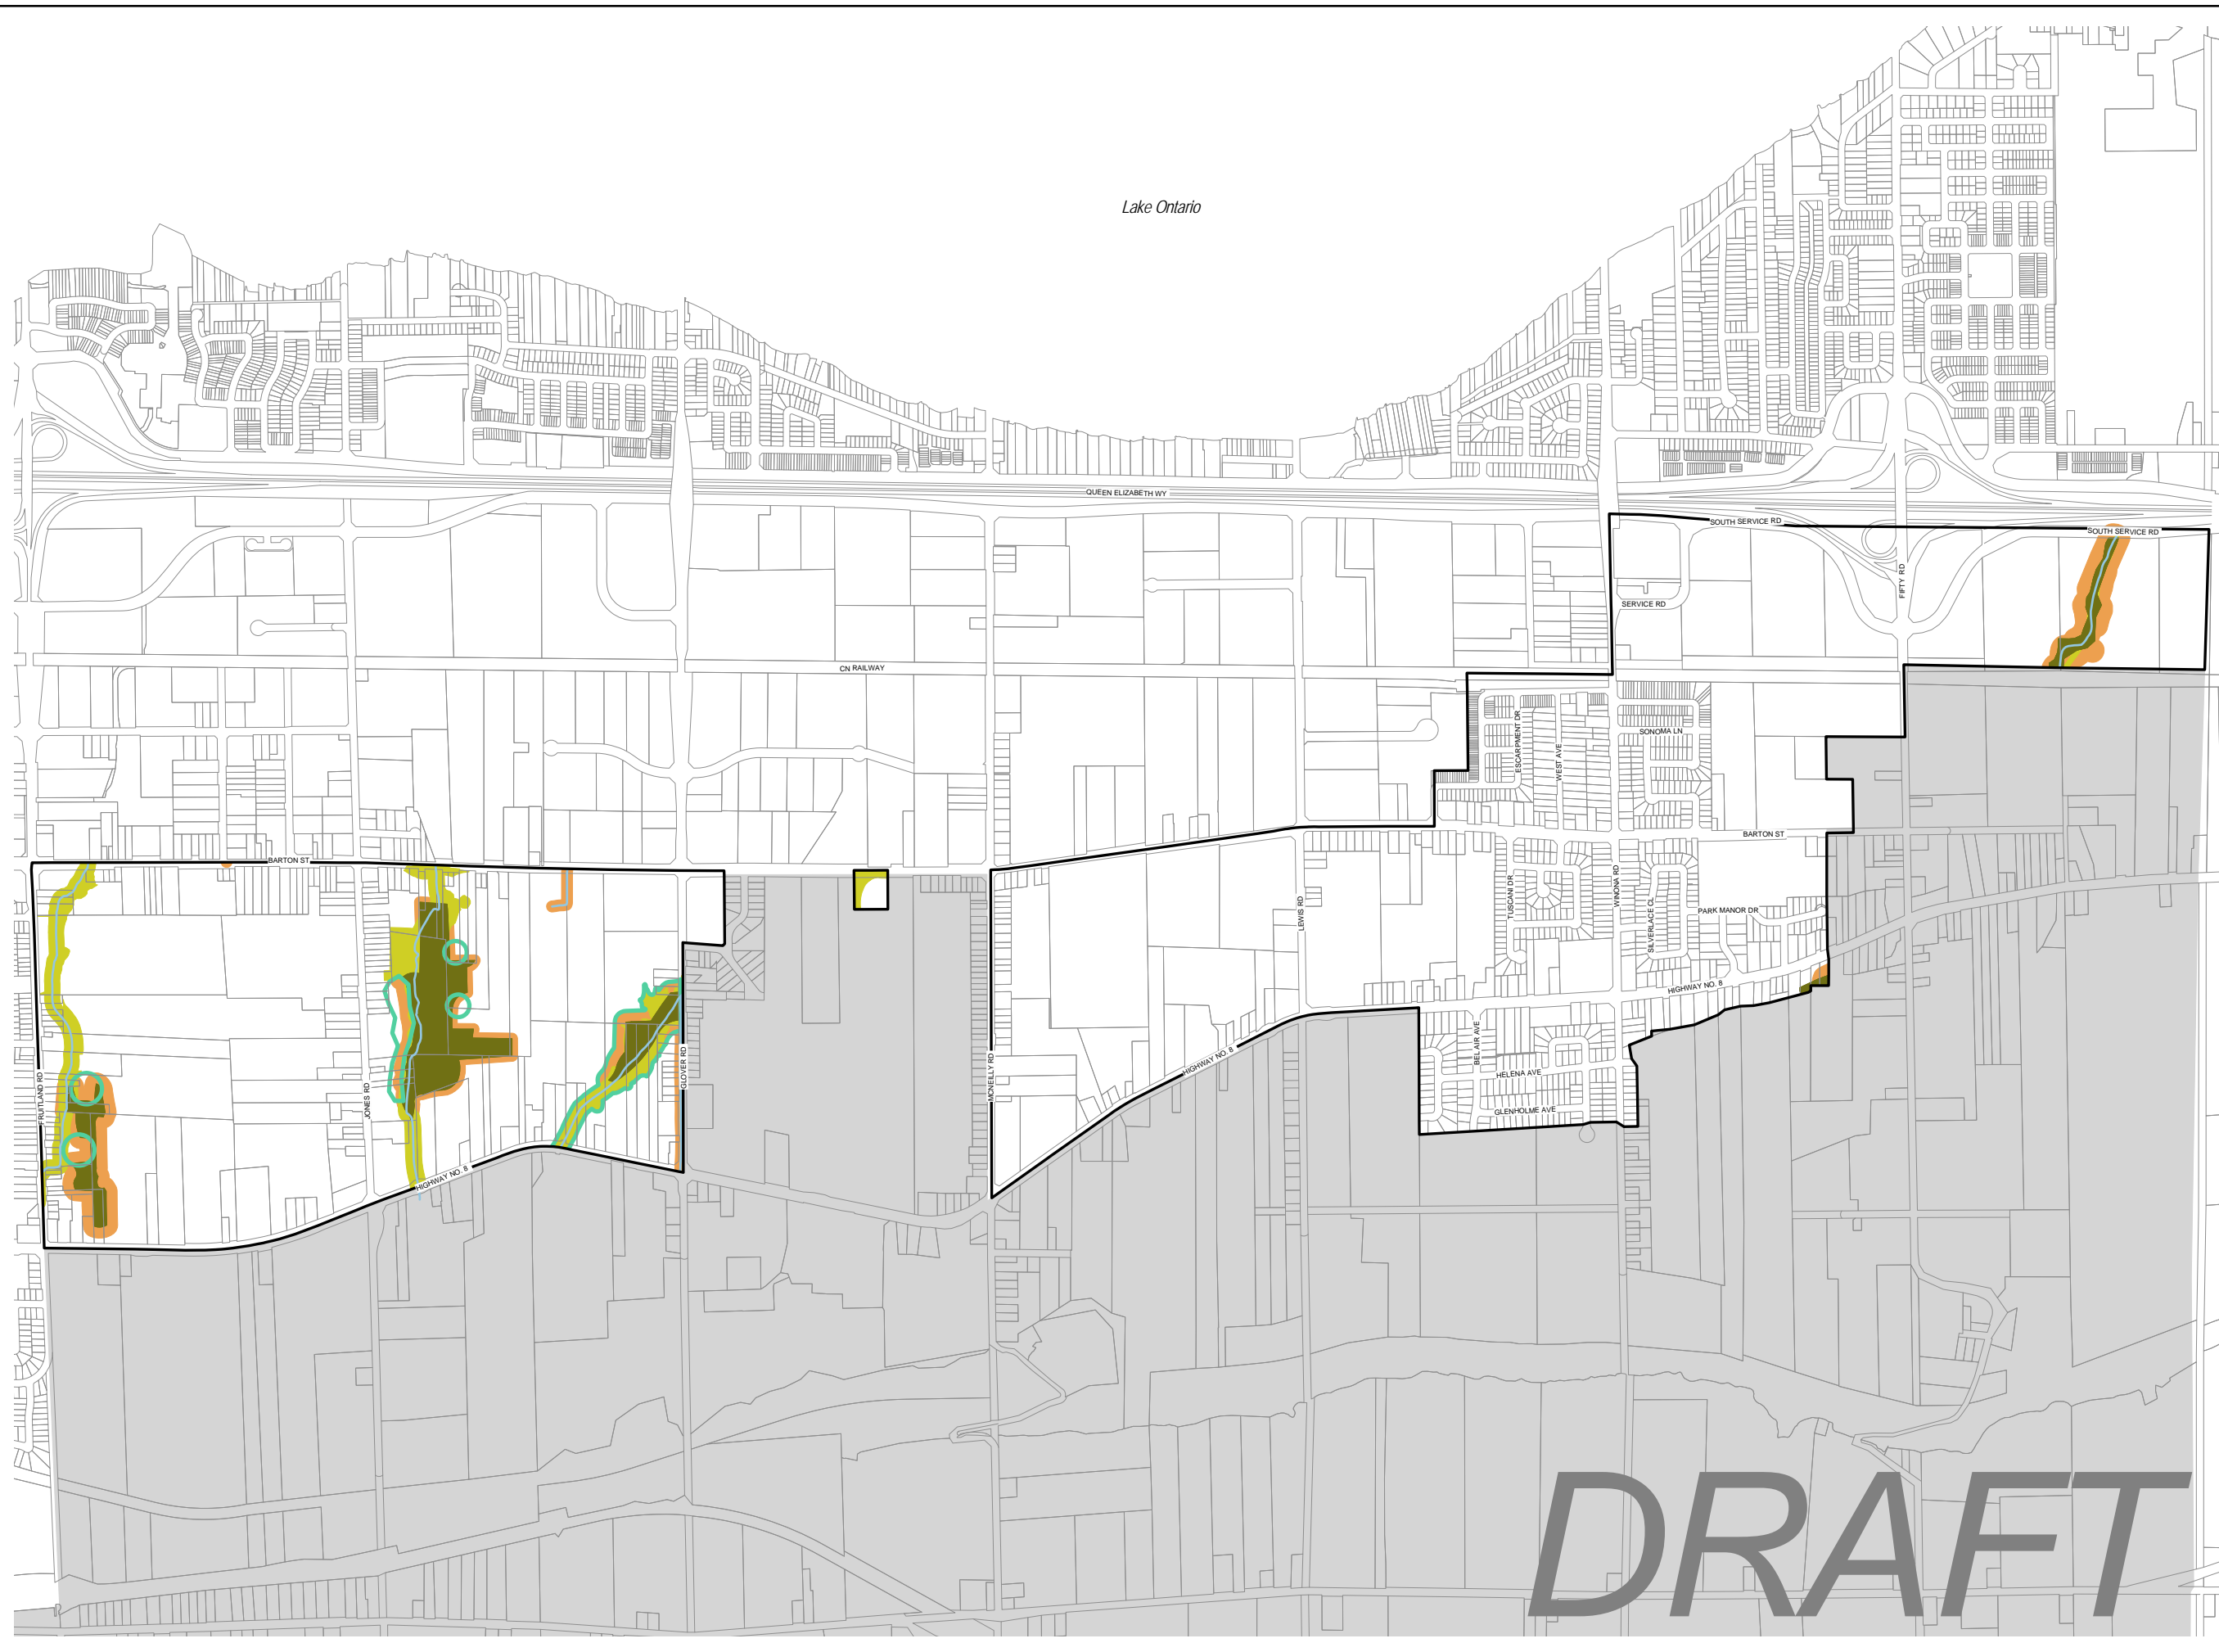 Lake Ontario
QUEEN ELIZABETH WY
SOUTH SERVICE RD
SOUTH SERVICE RD
FIFTY RD
SERVICE RD
CN RAILWAY
ESCARPMENT DR
WEST AVE
SONOMA LN
BARTON ST
BARTON ST
LEWIS RD
TUSCANI DR
WINONA RD
SILVERLACE CL
PARK MANOR DR
HIGHWAY NO. 8
FRUITLAND RD
JONES RD
GLOVER RD
MCNEILLY RD
HIGHWAY NO. 8
BEL AIR AVE
HELENA AVE
GLENHOLME AVE
HIGHWAY NO. 8
DRAFT